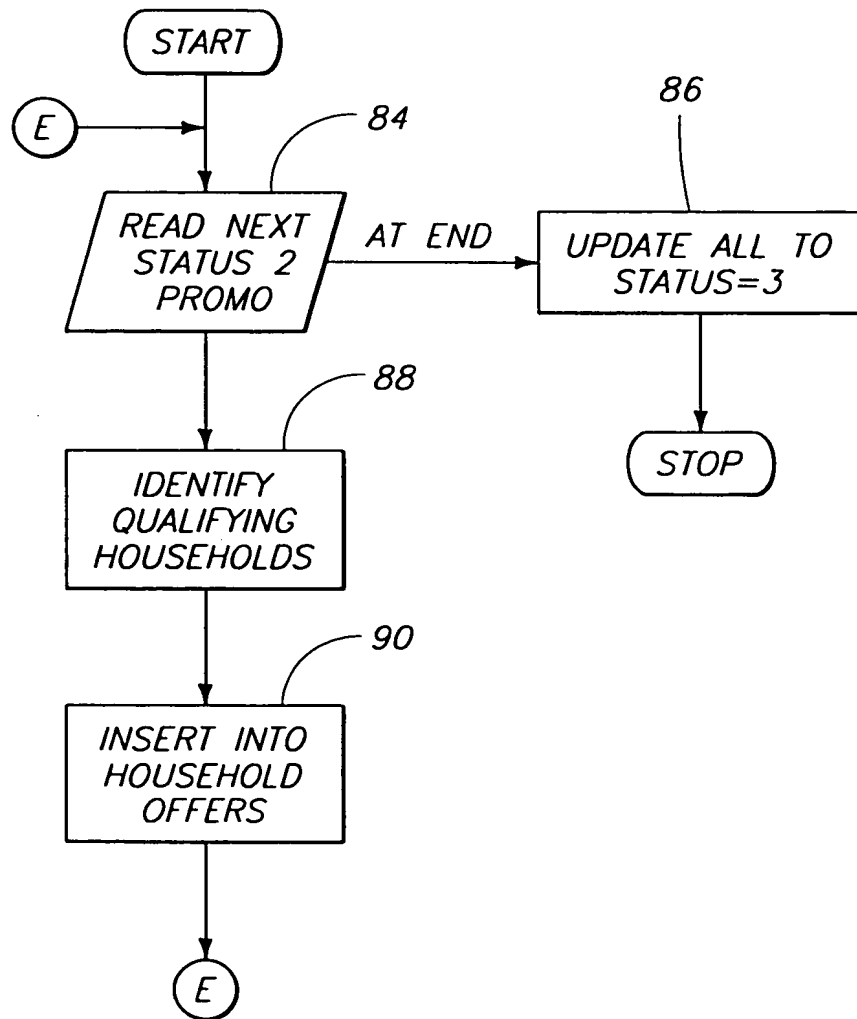 START
E
84
86
READ NEXT
STATUS 2
PROMO
AT END
UPDATE ALL TO
STATUS=3
88
STOP
IDENTIFY
QUALIFYING
HOUSEHOLDS
90
INSERT INTO
HOUSEHOLD
OFFERS
E